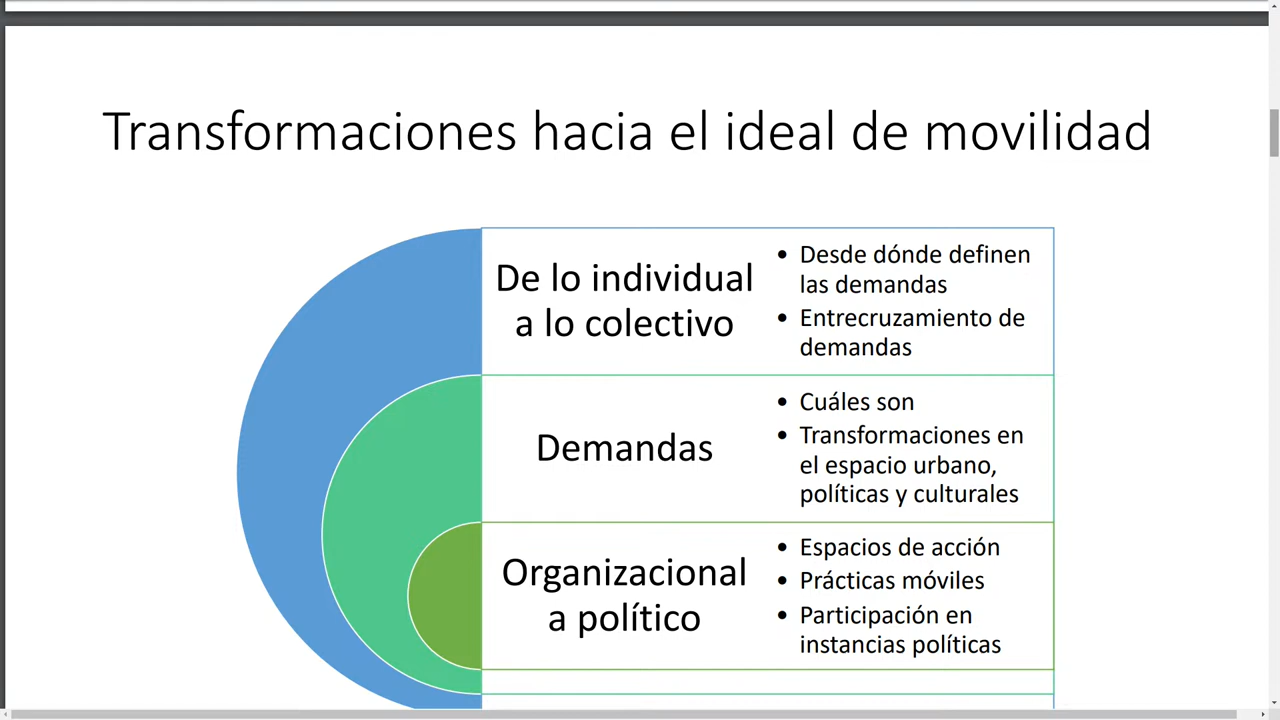 Transformaciones hacia el ideal de movilidad
De lo individual
a lo colectivo
• Desde dónde definen
las demandas
• Entrecruzamiento de
demandas
Demandas
• Cuáles son
• Transformaciones en
el espacio urbano,
políticas y culturales
Organizacional
a político
• Espacios de acción
• Prácticas móviles
• Participación en
instancias políticas